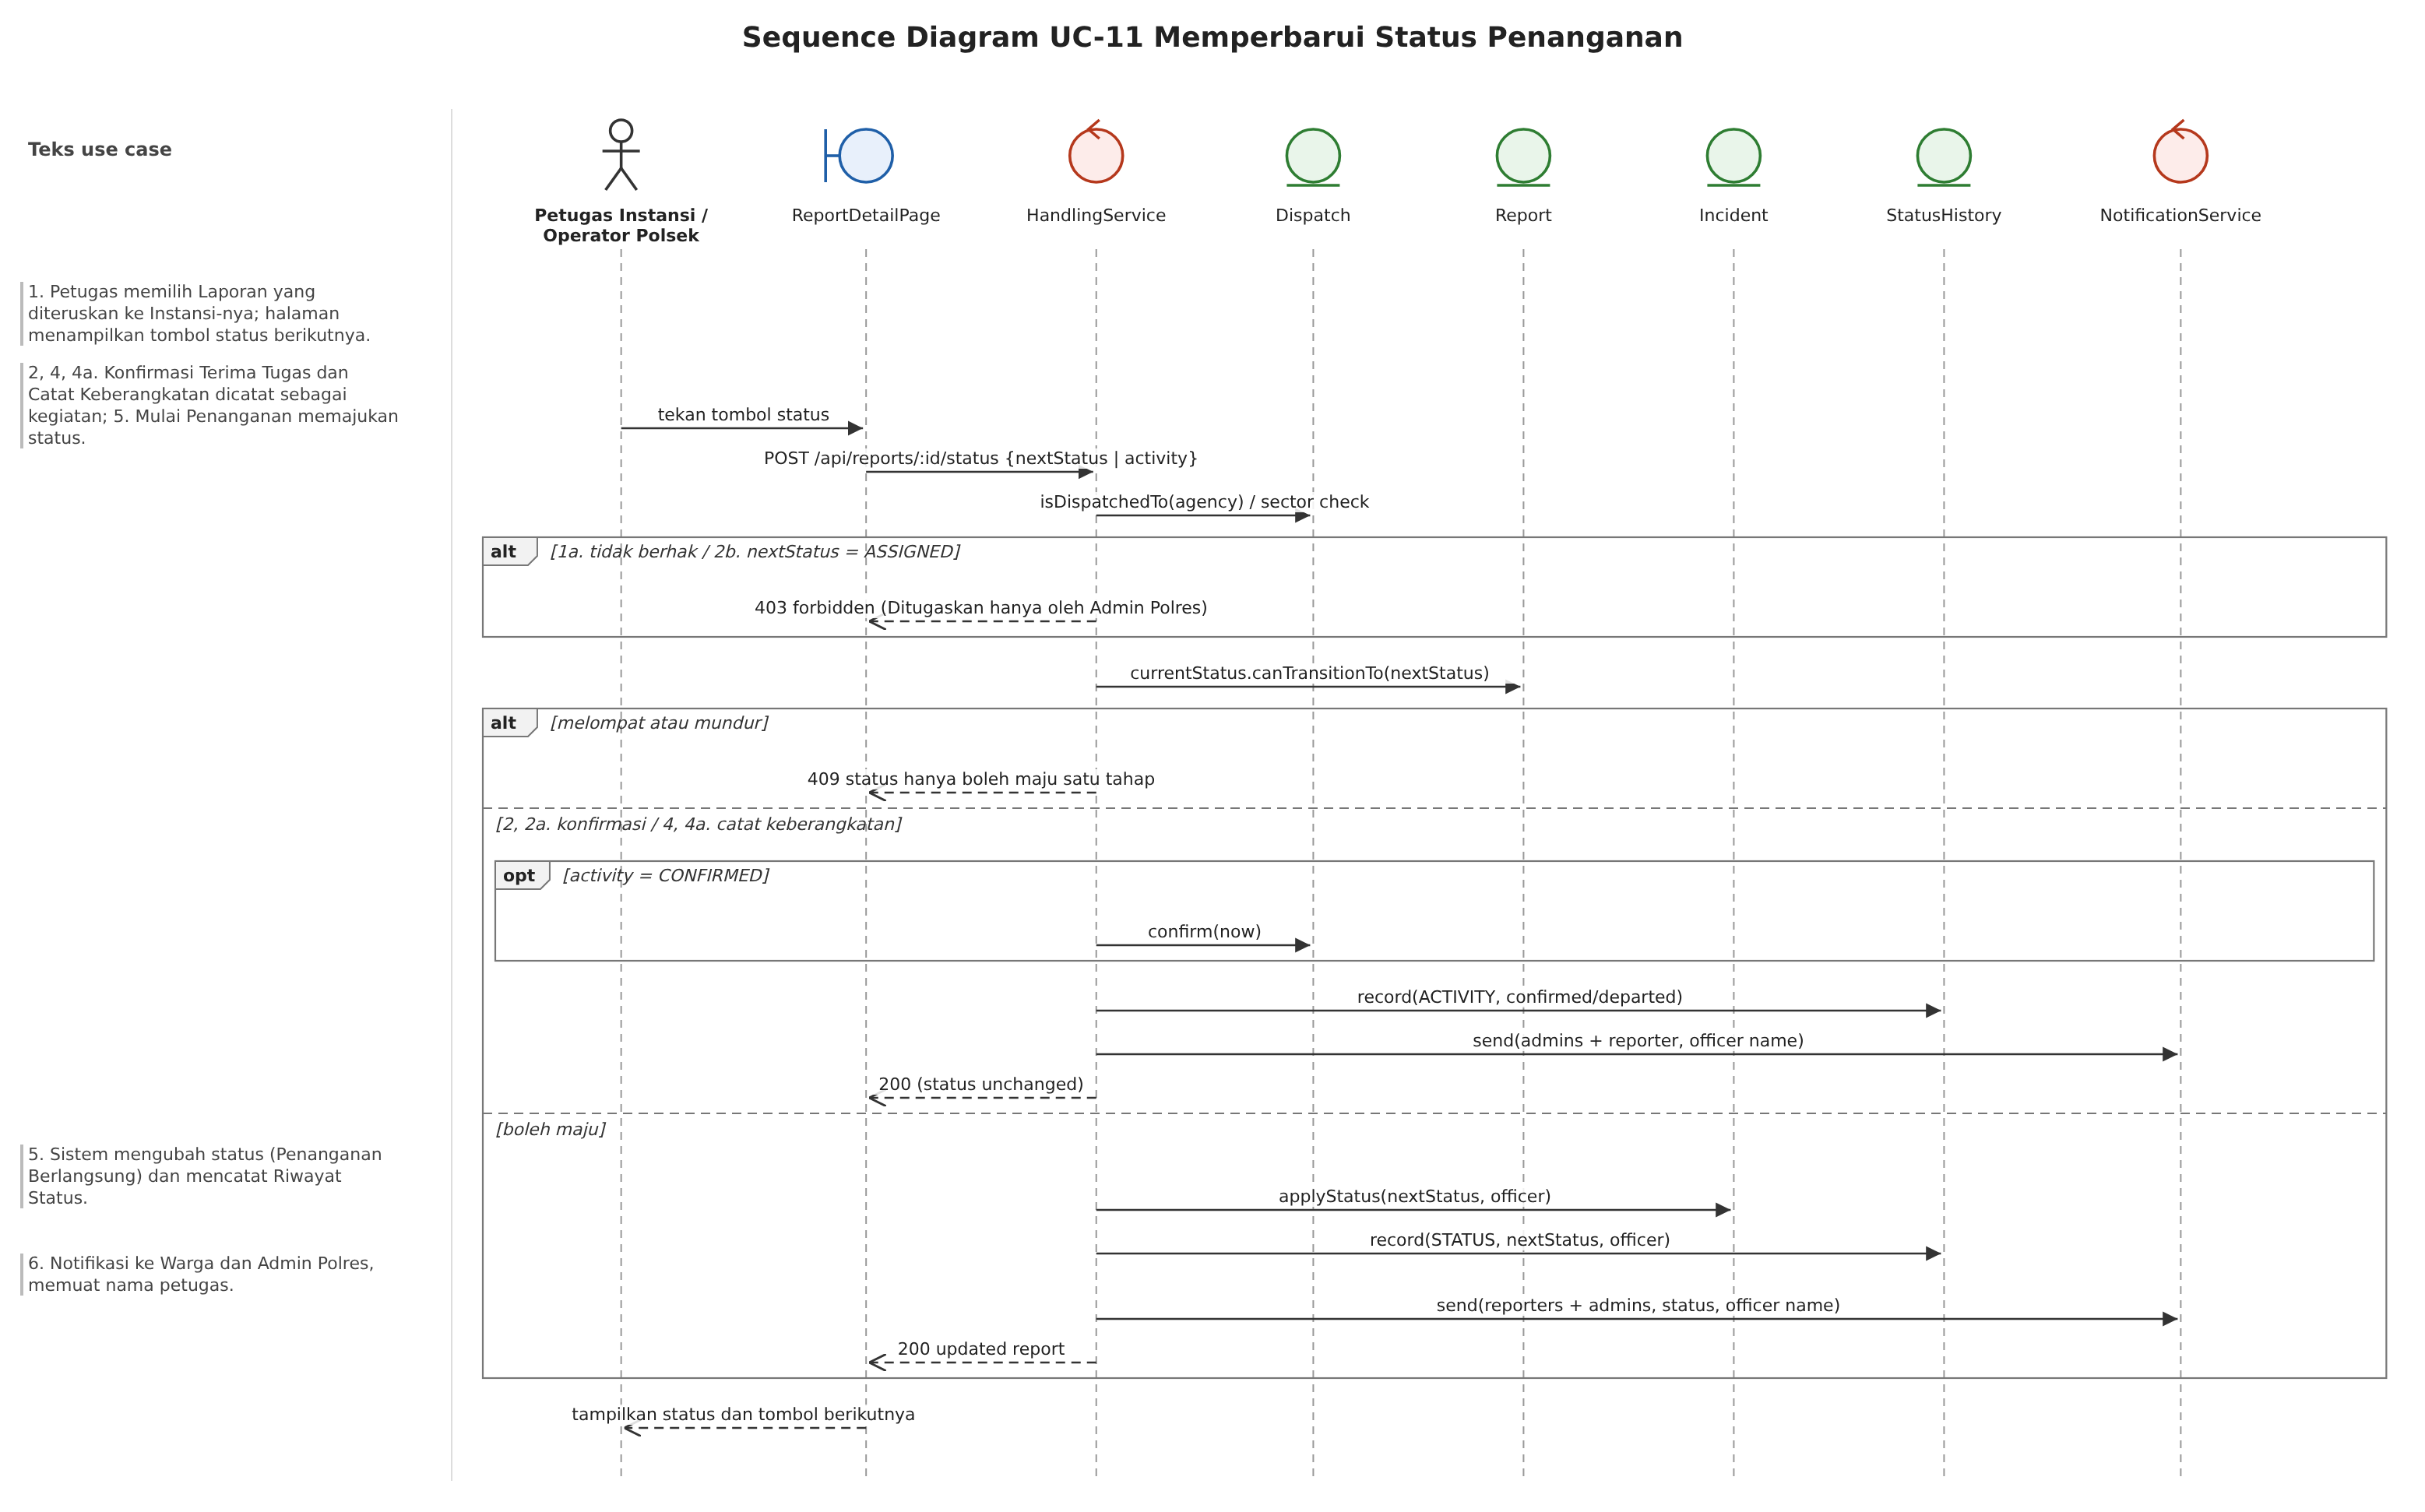 Sequence Diagram UC-11 Memperbarui Status Penanganan
Teks use case
Petugas Instansi /
Operator Polsek
ReportDetailPage
HandlingService
Dispatch
Report
Incident
StatusHistory
NotificationService
1. Petugas memilih Laporan yang
diteruskan ke Instansi-nya; halaman
menampilkan tombol status berikutnya.
2, 4, 4a. Konfirmasi Terima Tugas dan
Catat Keberangkatan dicatat sebagai
kegiatan; 5. Mulai Penanganan memajukan
status.
tekan tombol status
POST /api/reports/:id/status {nextStatus | activity}
isDispatchedTo(agency) / sector check
alt [1a. tidak berhak / 2b. nextStatus = ASSIGNED]
403 forbidden (Ditugaskan hanya oleh Admin Polres)
currentStatus.canTransitionTo(nextStatus)
alt [melompat atau mundur]
409 status hanya boleh maju satu tahap
[2, 2a. konfirmasi / 4, 4a. catat keberangkatan]
opt [activity = CONFIRMED]
confirm(now)
record(ACTIVITY, confirmed/departed)
send(admins + reporter, officer name)
200 (status unchanged)
[boleh maju]
5. Sistem mengubah status (Penanganan
Berlangsung) dan mencatat Riwayat
Status.
applyStatus(nextStatus, officer)
record(STATUS, nextStatus, officer)
6. Notifikasi ke Warga dan Admin Polres,
memuat nama petugas.
send(reporters + admins, status, officer name)
200 updated report
tampilkan status dan tombol berikutnya